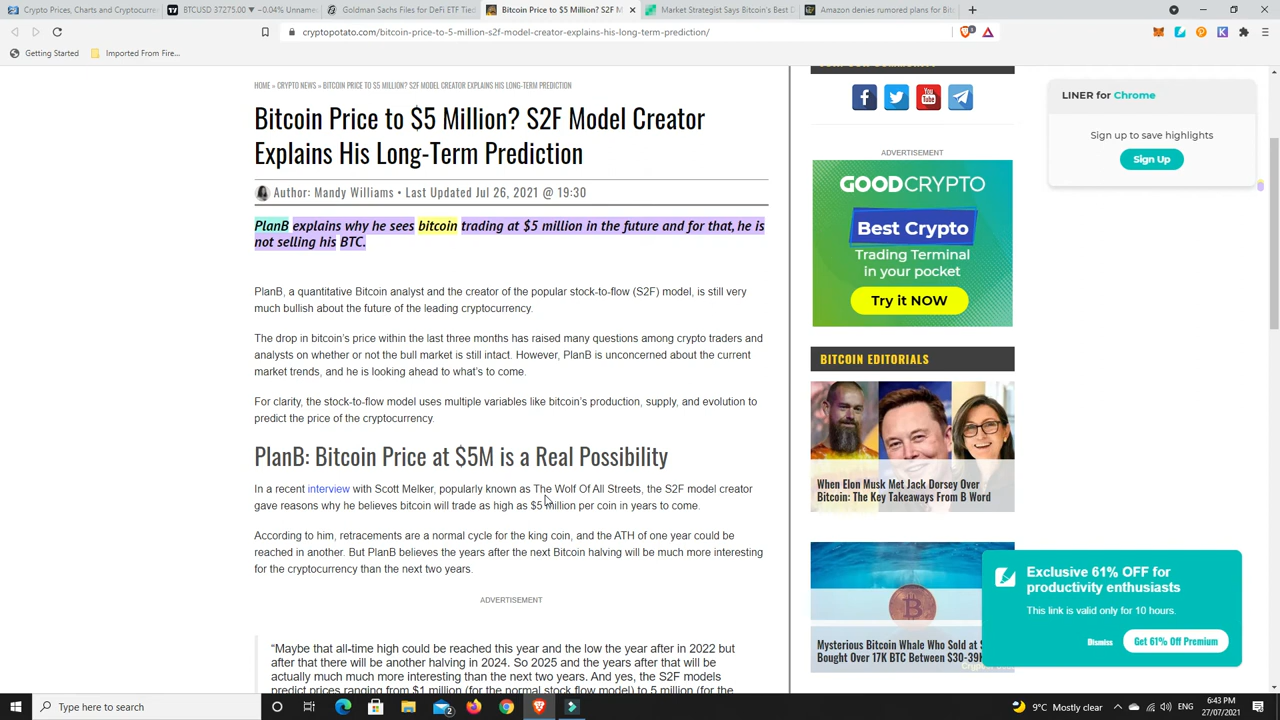 Crypto Prices, Charts and Cryptocurr
BTCUSD 37275.00 ▼ −0.04% Unnam
Goldman Sachs Files for DeFi ETF Tied
Bitcoin Price to $5 Million? S2F M
Market Strategist Says Bitcoin's Best D
Amazon denies rumored plans for Bit
cryptopotato.com/bitcoin-price-to-5-million-s2f-model-creator-explains-his-long-term-prediction/
Getting Started
Imported From Fire...
HOME » CRYPTO NEWS » BITCOIN PRICE TO $5 MILLION? S2F MODEL CREATOR EXPLAINS HIS LONG-TERM PREDICTION
Bitcoin Price to $5 Million? S2F Model Creator
Explains His Long-Term Prediction
Author: Mandy Williams • Last Updated Jul 26, 2021 @ 19:30
PlanB explains why he sees bitcoin trading at $5 million in the future and for that, he is
not selling his BTC.
PlanB, a quantitative Bitcoin analyst and the creator of the popular stock-to-flow (S2F) model, is still very
much bullish about the future of the leading cryptocurrency.
The drop in bitcoin's price within the last three months has raised many questions among crypto traders and
analysts on whether or not the bull market is still intact. However, PlanB is unconcerned about the current
market trends, and he is looking ahead to what's to come.
For clarity, the stock-to-flow model uses multiple variables like bitcoin's production, supply, and evolution to
predict the price of the cryptocurrency.
PlanB: Bitcoin Price at $5M is a Real Possibility
In a recent interview with Scott Melker, popularly known as The Wolf Of All Streets, the S2F model creator
gave reasons why he believes bitcoin will trade as high as $5 million per coin in years to come.
According to him, retracements are a normal cycle for the king coin, and the ATH of one year could be
reached in another. But PlanB believes the years after the next Bitcoin halving will be much more interesting
for the cryptocurrency than the next two years.
ADVERTISEMENT
"Maybe that all-time high could be reached this year and the low the year after in 2022 but
after that there will be another halving in 2024. So 2025 and the years after that will be
actually much much more interesting than the next two years. And yes, the S2F models
predict prices ranging from $1 million (for the normal stock flow model) to 5 million (for the
ADVERTISEMENT
GOODCRYPTO
Best Crypto
Trading Terminal
in your pocket
Try it NOW
BITCOIN EDITORIALS
When Elon Musk Met Jack Dorsey Over
Bitcoin: The Key Takeaways From B Word
Mysterious Bitcoin Whale Who Sold at
Bought Over 17K BTC Between $30-39K
LINER for Chrome
Sign up to save highlights
Sign Up
Exclusive 61% OFF for
productivity enthusiasts
This link is valid only for 10 hours.
Dismiss
Get 61% Off Premium
Type here to search
9°C Mostly clear
6:43 PM
27/07/2021